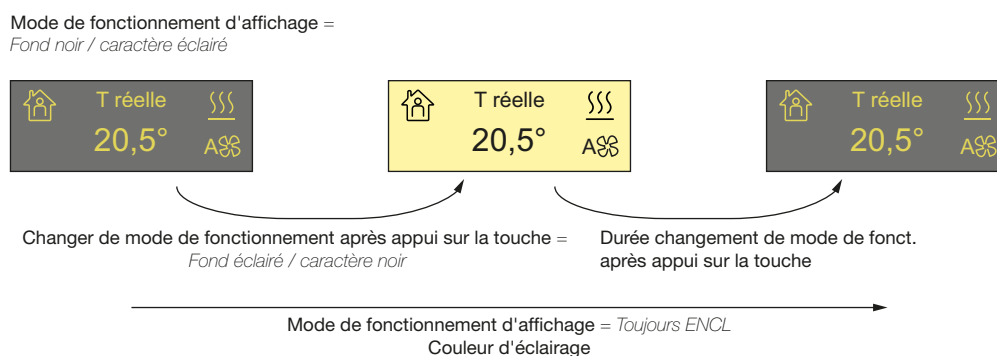 Mode de fonctionnement d'affichage =
Fond noir / caractère éclairé
T réelle
20,5°
A
T réelle
20,5°
A
T réelle
20,5°
A
Changer de mode de fonctionnement après appui sur la touche =
Fond éclairé / caractère noir
Durée changement de mode de fonct.
après appui sur la touche
Mode de fonctionnement d'affichage = Toujours ENCL
Couleur d'éclairage